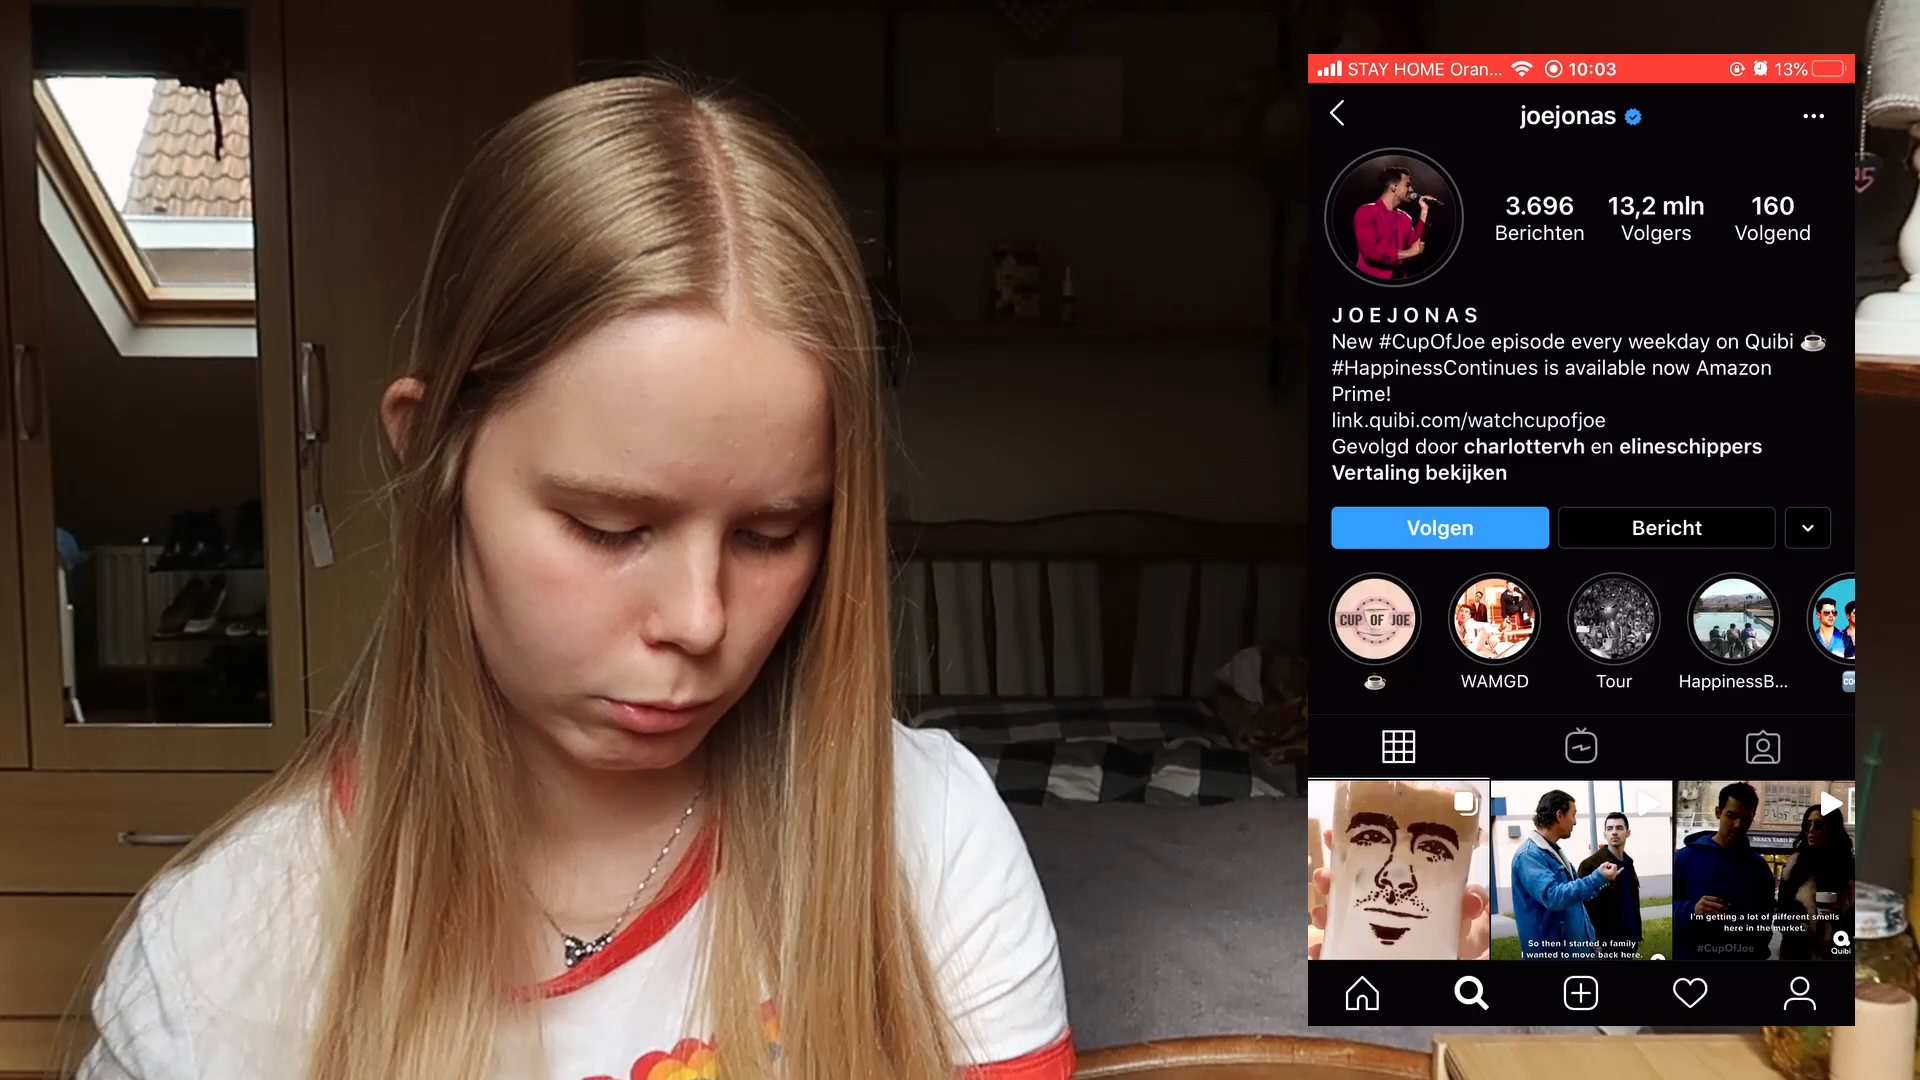 STAY HOME Oran... 10:03 13%
joejonas
3.696 13,2 mln 160
Berichten Volgers Volgend
J O E J O N A S
New #CupOfJoe episode every weekday on Quibi ☕
#HappinessContinues is available now Amazon
Prime!
link.quibi.com/watchcupofjoe
Gevolgd door charlottervh en elineschippers
Vertaling bekijken
Volgen Bericht
CUP OF JOE
WAMGD Tour HappinessB...
So then I started a family
I wanted to move back here.
I'm getting a lot of different smells
here in the market.
#CupOfJoe
Quibi